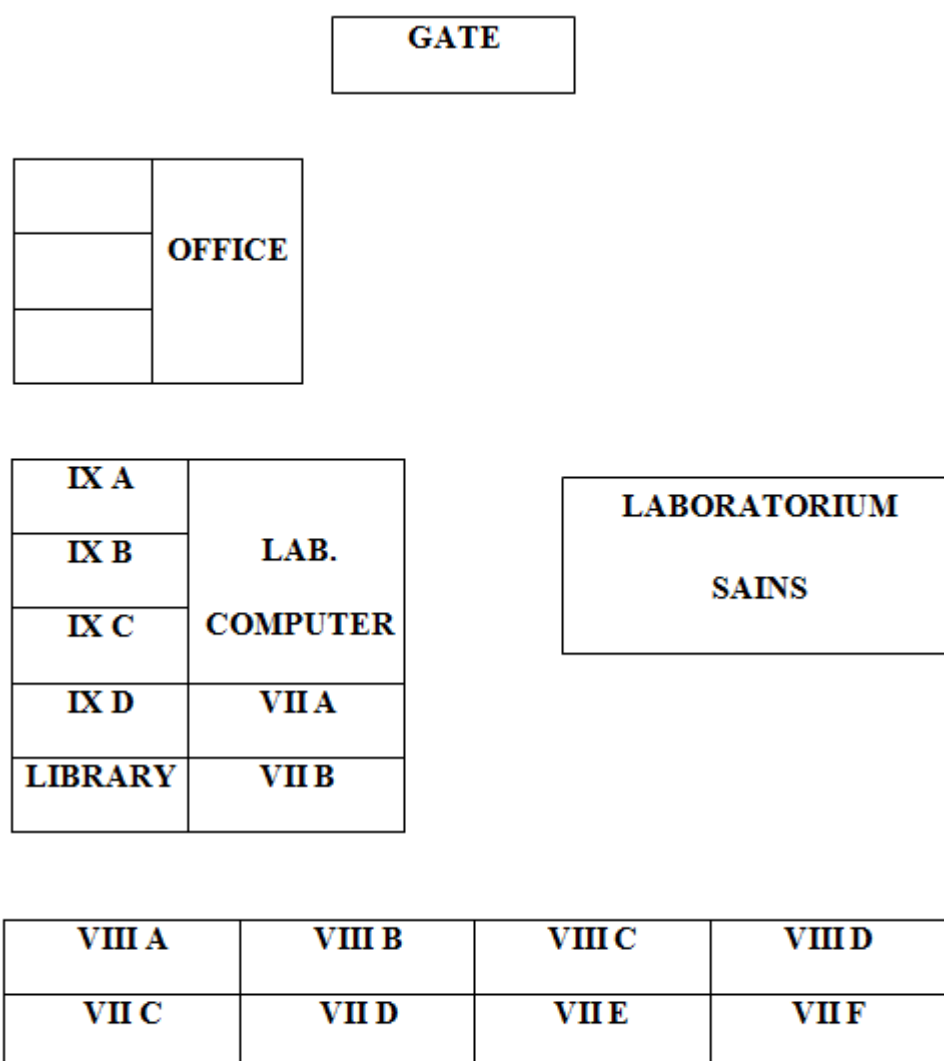 GATE
OFFICE
IX A
IX B
IX C
IX D
LIBRARY
LAB.
COMPUTER
VII A
VII B
LABORATORIUM
SAINS
VIII A
VIII B
VIII C
VIII D
VII C
VII D
VII E
VII F